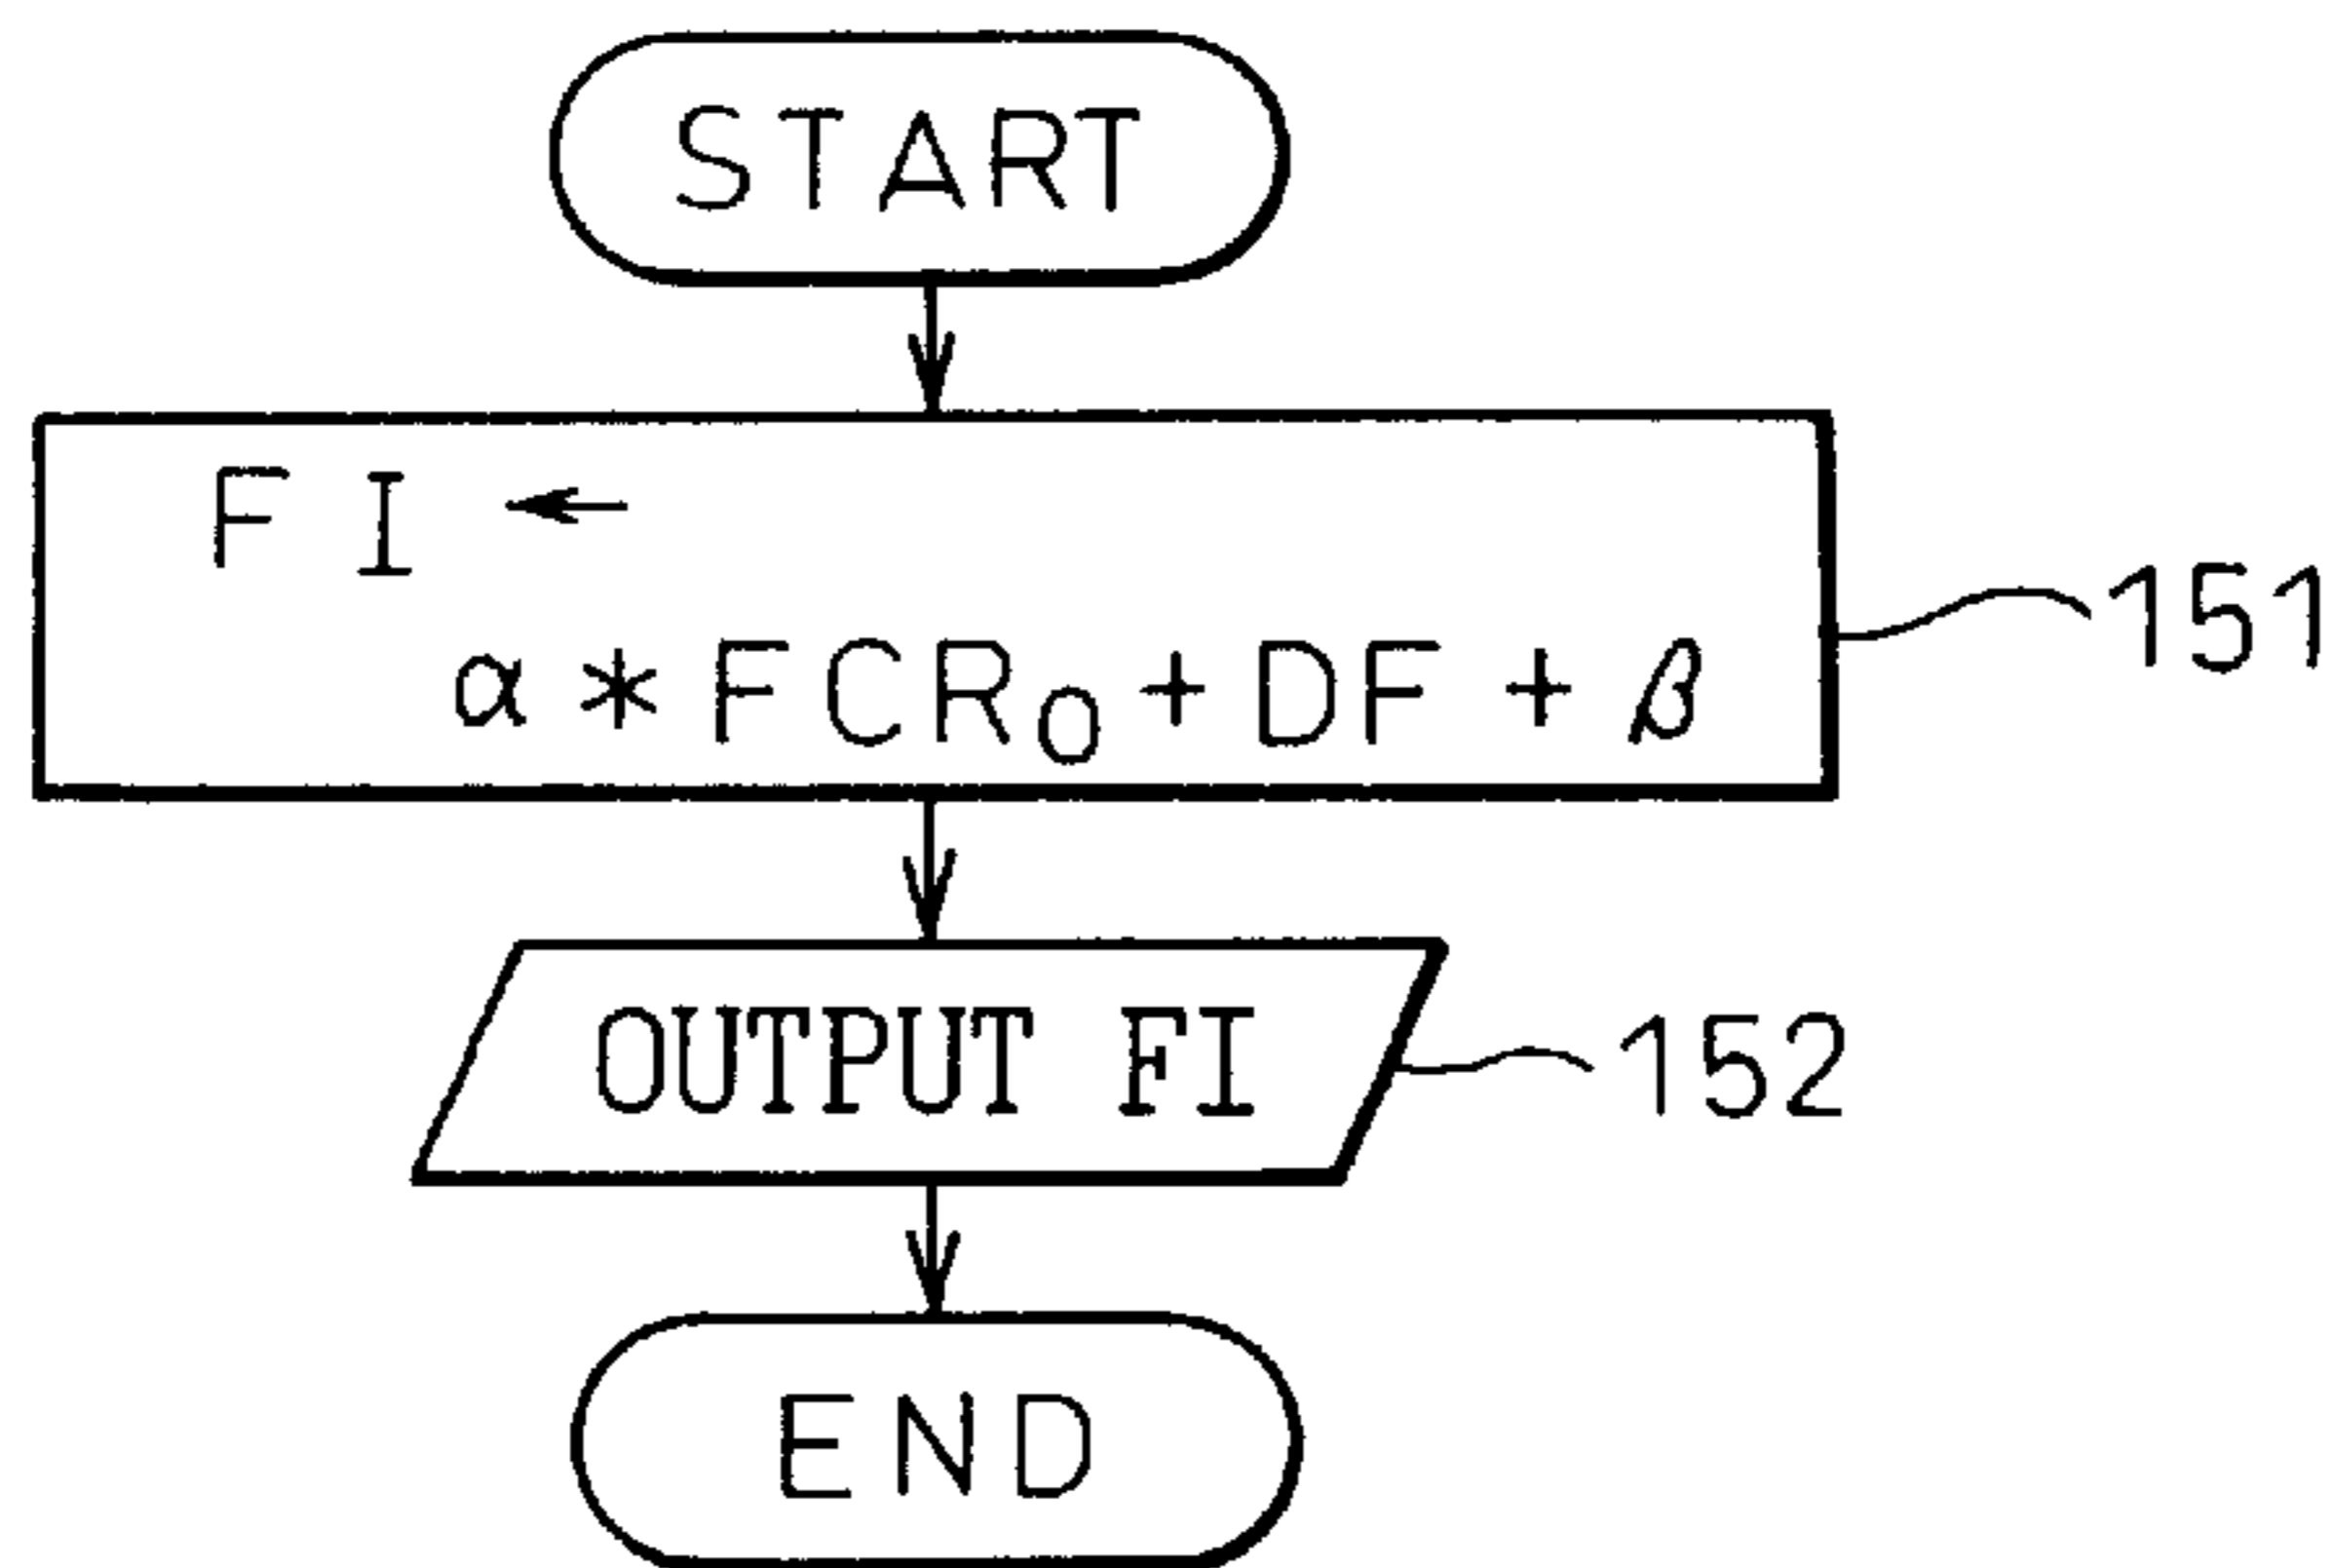 START
FI ←
α * FCR₀ + DF + β
151
OUTPUT FI
152
END